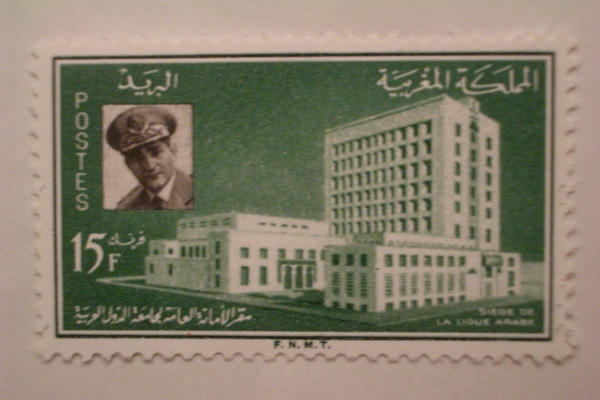 المملكة المغربية
البريد
POSTES
15F فرنك
مقر الأمانة العامة لجامعة الدول العربية
SIEGE DE
LA LIGUE ARABE
F.N.M.T.